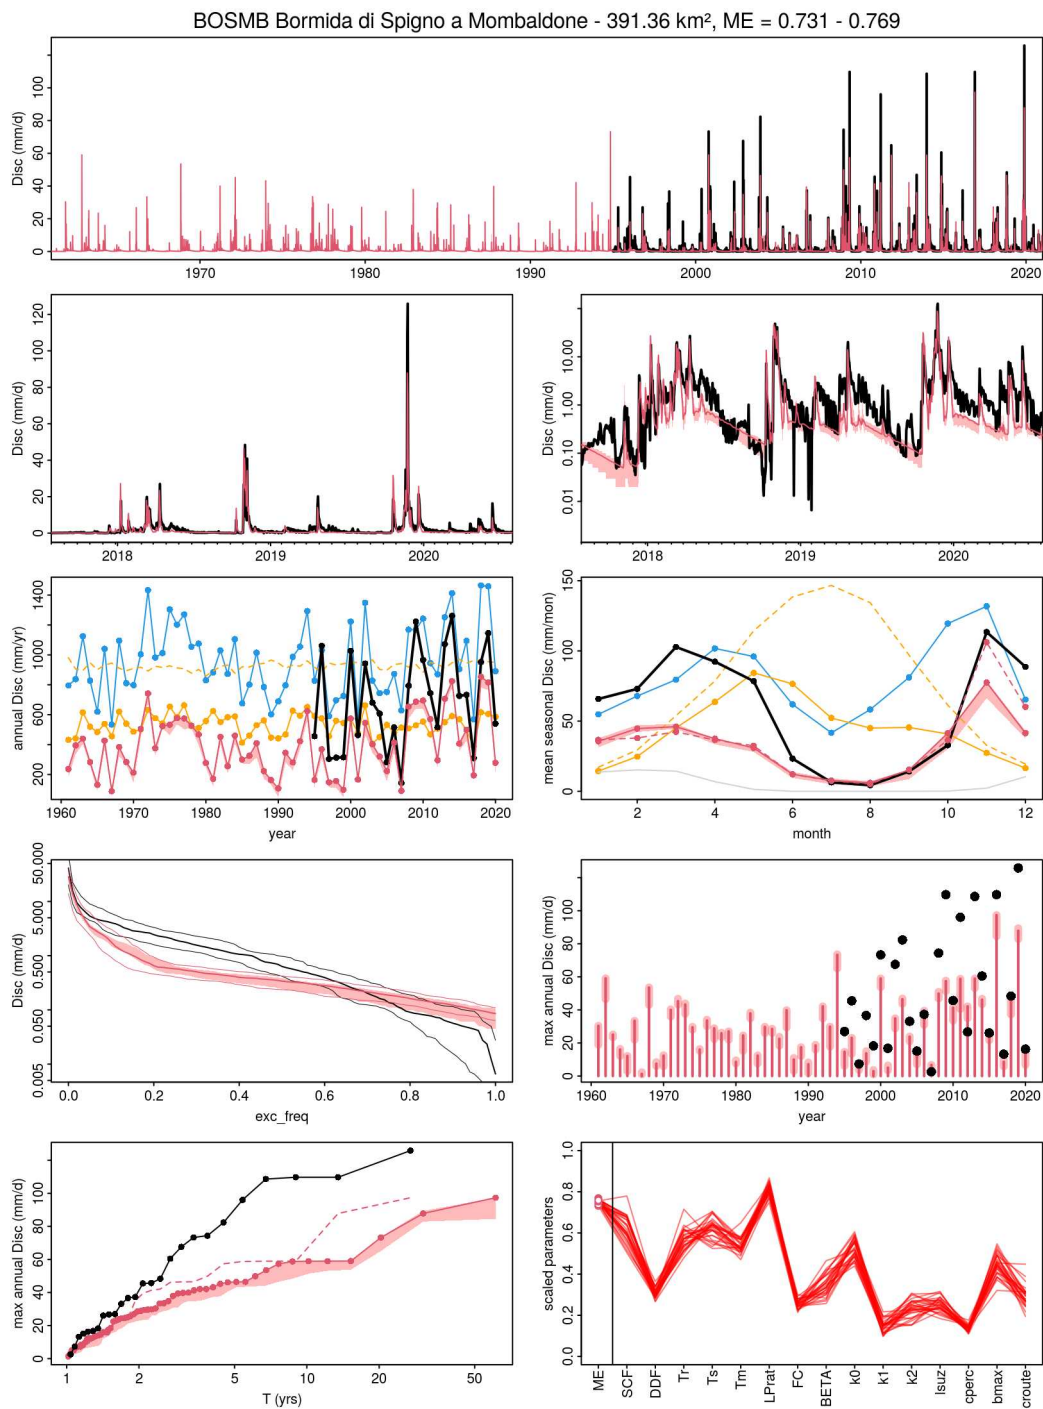 BOSMB Bormida di Spigno a Mombaldone - 391.36 km², ME = 0.731 - 0.769
Disc (mm/d)
0 20 40 60 80 100
1970 1980 1990 2000 2010 2020
Disc (mm/d)
0 20 40 60 80 100 120
2018 2019 2020
Disc (mm/d)
0.01 0.10 1.00 10.00
2018 2019 2020
annual Disc (mm/yr)
200 600 1000 1400
1960 1970 1980 1990 2000 2010 2020
year
mean seasonal Disc (mm/mon)
0 50 100 150
2 4 6 8 10 12
month
Disc (mm/d)
0.005 0.050 0.500 5.000 50.000
0.0 0.2 0.4 0.6 0.8 1.0
exc_freq
max annual Disc (mm/d)
0 20 40 60 80 100
1960 1970 1980 1990 2000 2010 2020
year
max annual Disc (mm/d)
0 20 40 60 80 100
1 2 5 10 20 50
T (yrs)
scaled parameters
0.0 0.2 0.4 0.6 0.8 1.0
ME SCF DDF Tr Ts Tm LPrat FC BETA k0 k1 k2 lsuz cperc bmax croute